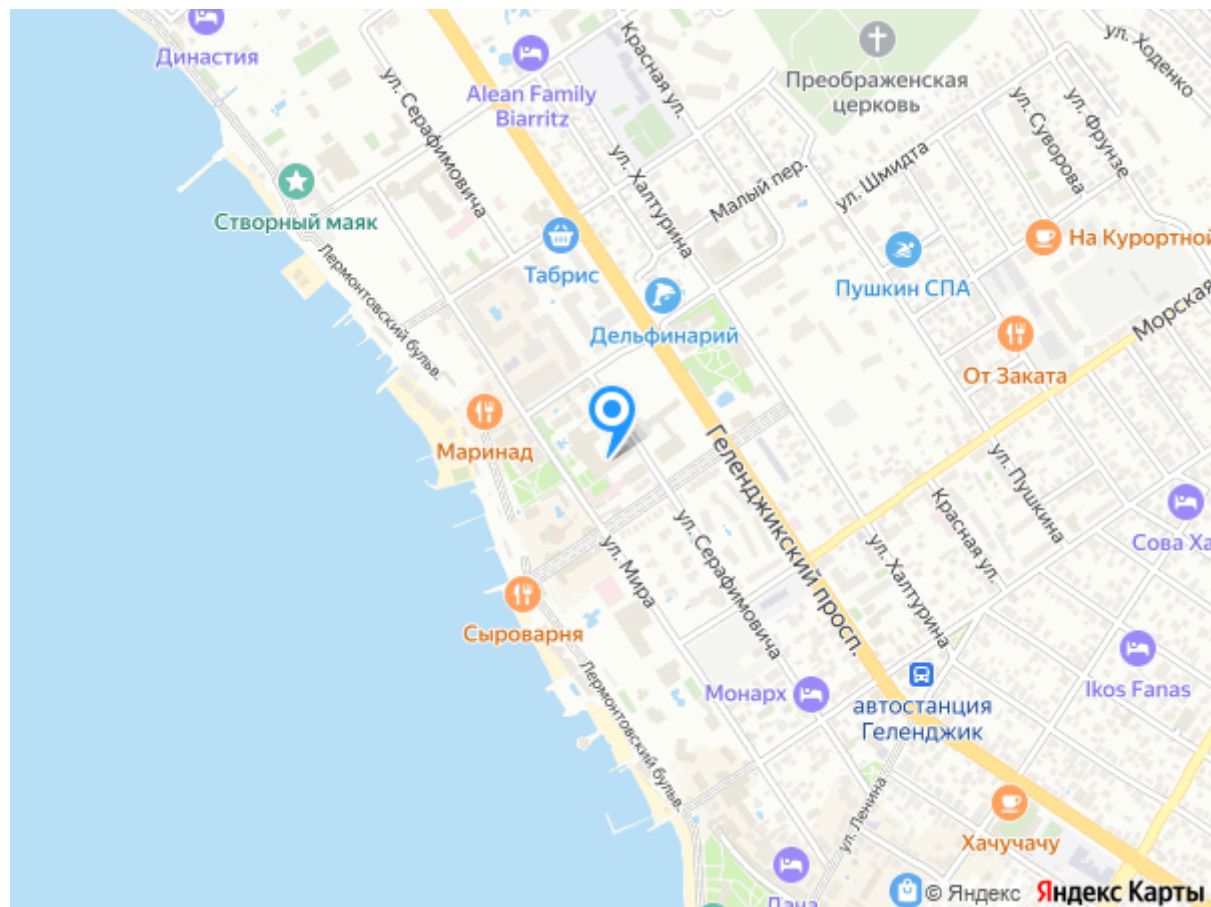 Династия
ул. Серафимовича
Alean Family
Biarritz
Красная ул.
Преображенская
церковь
ул. Ходенко
ул. Фрунзе
ул. Суворова
ул. Шмидта
Малый пер.
ул. Халтурина
Створный маяк
Лермонтовский бульв.
Табрис
На Курортной
Пушкин СПА
Дельфинарий
Морская
От Заката
Маринад
Геленджикский просп.
ул. Пушкина
Красная ул.
ул. Халтурина
Сова Ха
ул. Серафимовича
ул. Мира
Сыроварня
Лермонтовский бульв.
Монарх
автостанция
Геленджик
Ikos Fanas
ул. Ленина
Хачучачу
Дача
© Яндекс Яндекс Карты